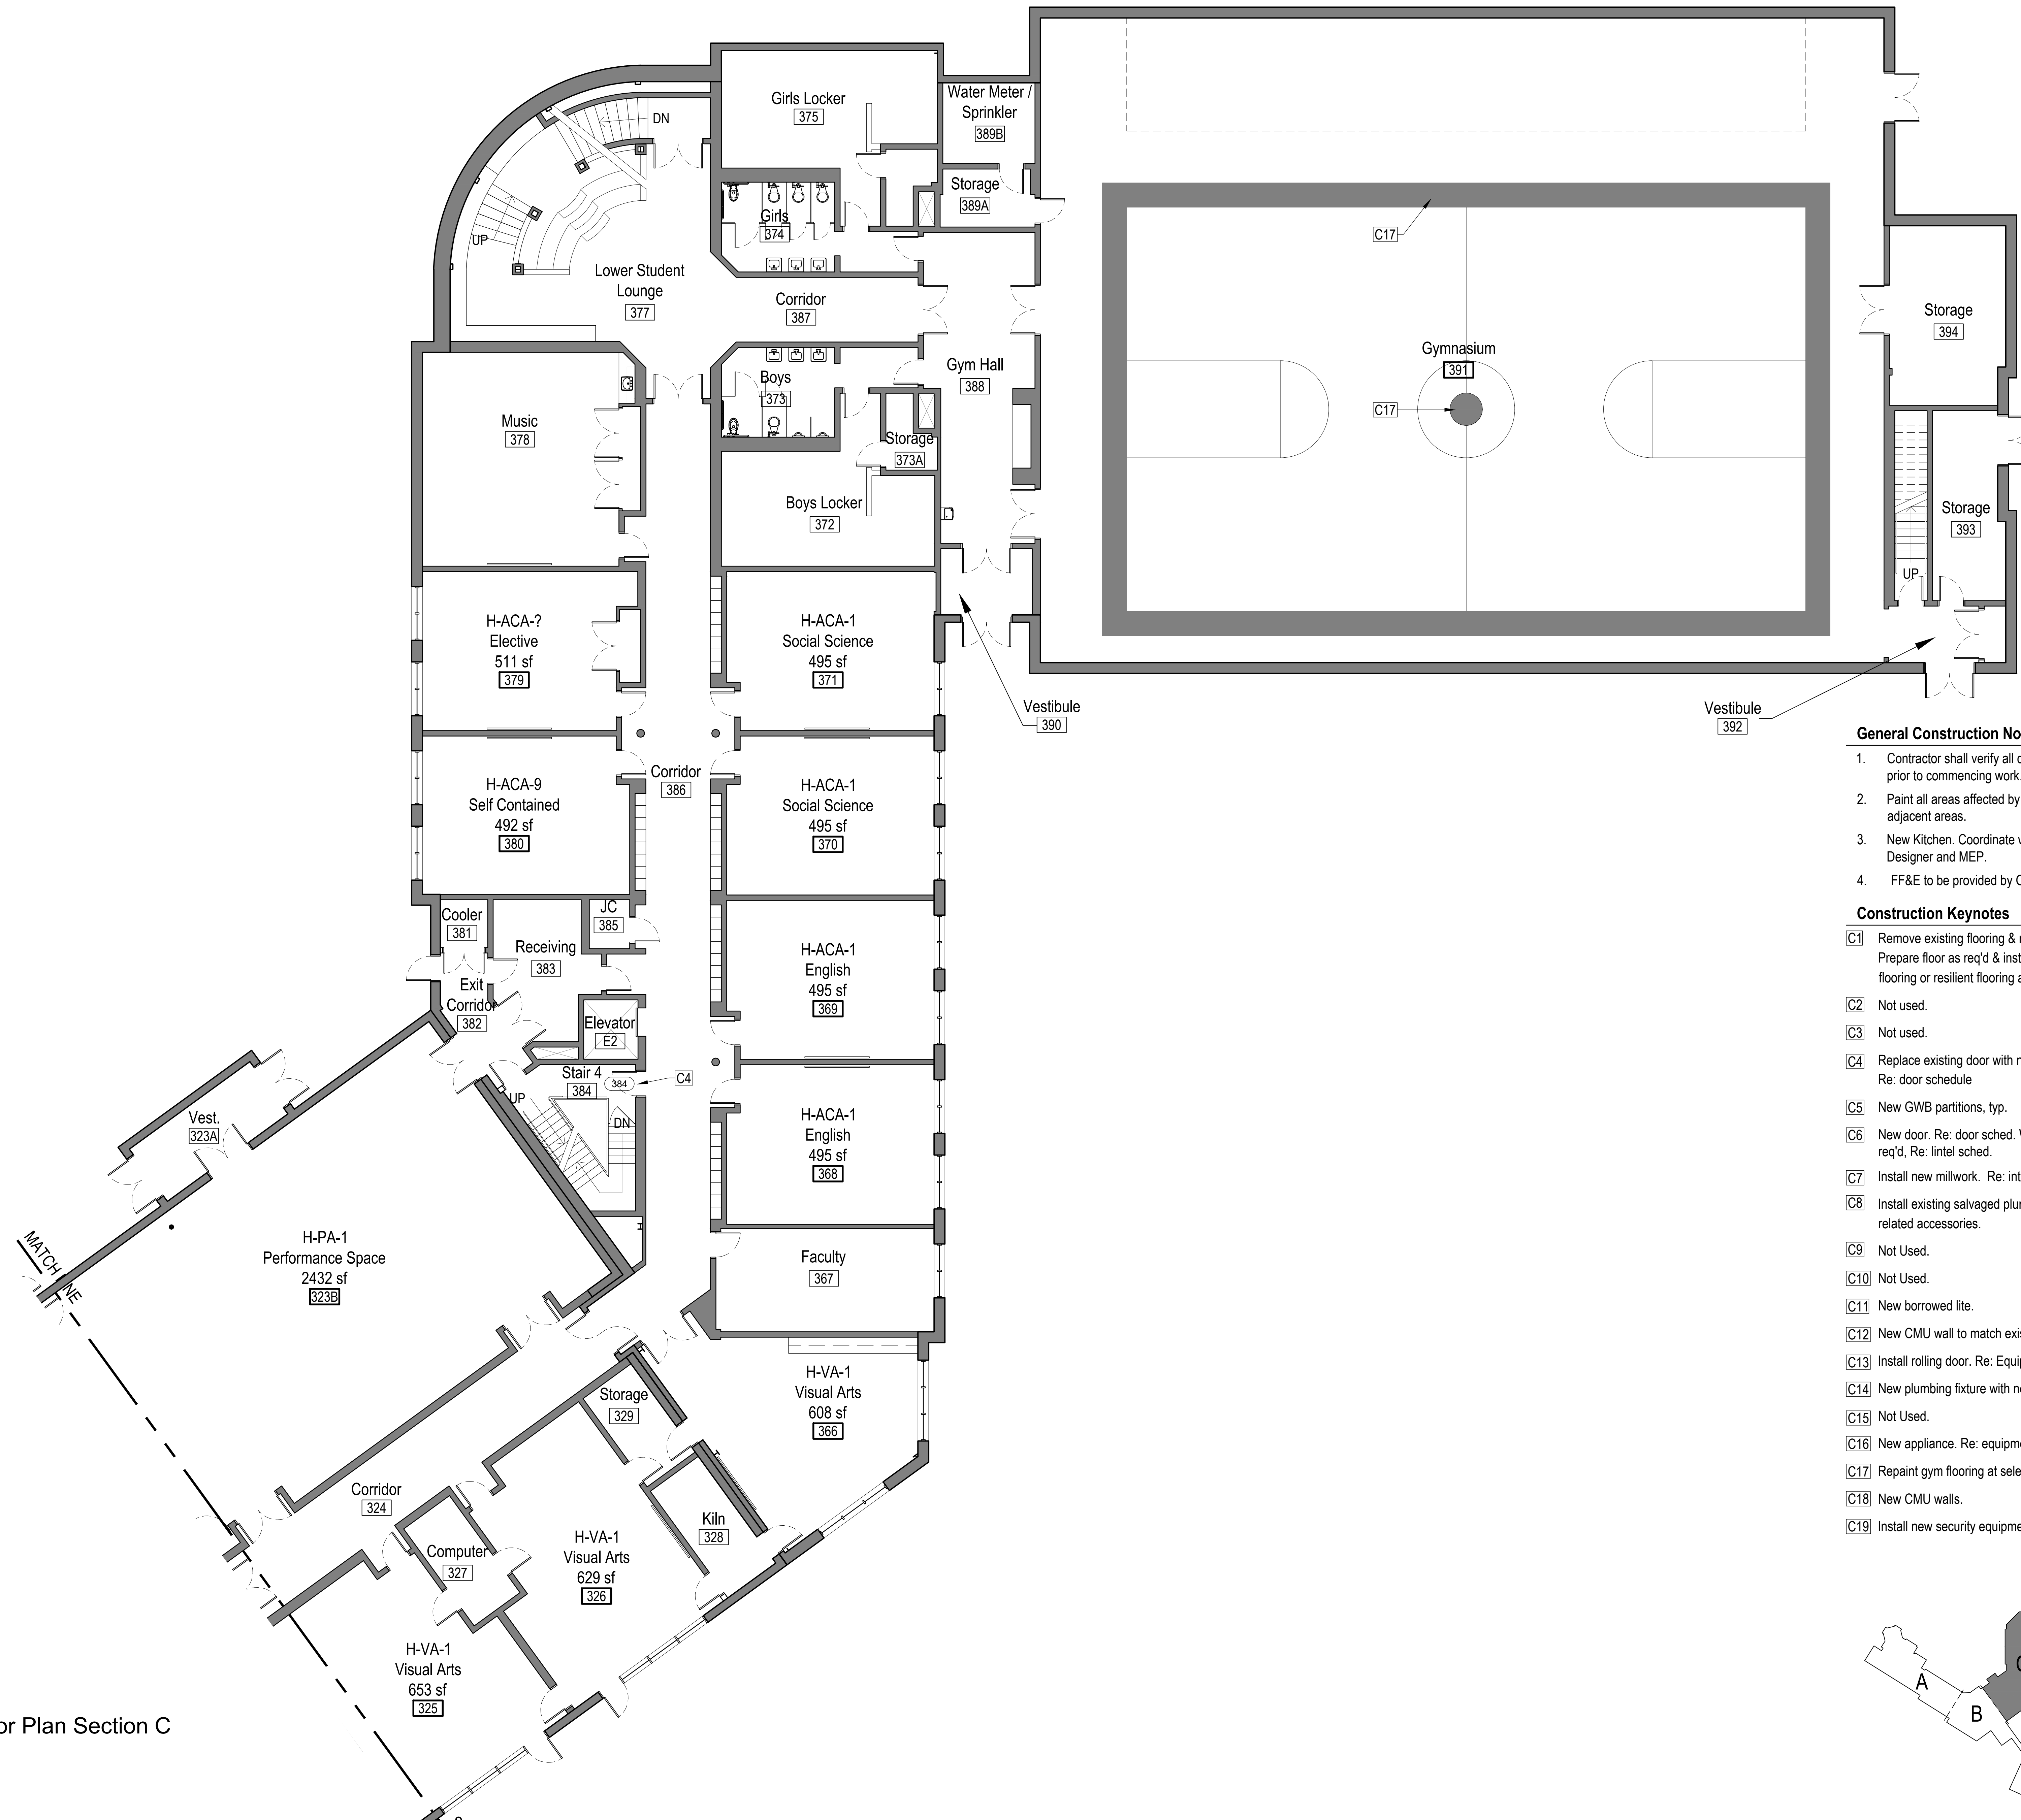 Girls Locker
375
Water Meter /
Sprinkler
389B
DN
Storage
389A
Girls
374
UP
C17
Lower Student
Lounge
377
Corridor
387
Storage
394
Gymnasium
391
Gym Hall
388
Boys
373
C17
Music
378
Storage
373A
Boys Locker
372
Storage
393
UP
H-ACA-?
Elective
511 sf
379
H-ACA-1
Social Science
495 sf
371
Vestibule
390
Vestibule
392
H-ACA-9
Self Contained
492 sf
380
Corridor
386
H-ACA-1
Social Science
495 sf
370
Cooler
381
JC
385
Receiving
383
Exit
Corridor
382
H-ACA-1
English
495 sf
369
Elevator
E2
Stair 4
384
384
C4
UP
DN
H-ACA-1
English
495 sf
368
Vest.
323A
H-PA-1
Performance Space
2432 sf
323B
MATCH LINE
Faculty
367
H-VA-1
Visual Arts
608 sf
366
Storage
329
Corridor
324
Kiln
328
Computer
327
H-VA-1
Visual Arts
629 sf
326
H-VA-1
Visual Arts
653 sf
325
or Plan Section C
General Construction No
1. Contractor shall verify all
prior to commencing work.
2. Paint all areas affected by
adjacent areas.
3. New Kitchen. Coordinate
Designer and MEP.
4. FF&E to be provided by
Construction Keynotes
C1 Remove existing flooring &
Prepare floor as req'd & inst
flooring or resilient flooring
C2 Not used.
C3 Not used.
C4 Replace existing door with
Re: door schedule
C5 New GWB partitions, typ.
C6 New door. Re: door sched.
req'd, Re: lintel sched.
C7 Install new millwork. Re: int
C8 Install existing salvaged plu
related accessories.
C9 Not Used.
C10 Not Used.
C11 New borrowed lite.
C12 New CMU wall to match exi
C13 Install rolling door. Re: Equi
C14 New plumbing fixture with
C15 Not Used.
C16 New appliance. Re: equipm
C17 Repaint gym flooring at sele
C18 New CMU walls.
C19 Install new security equipm
A
B